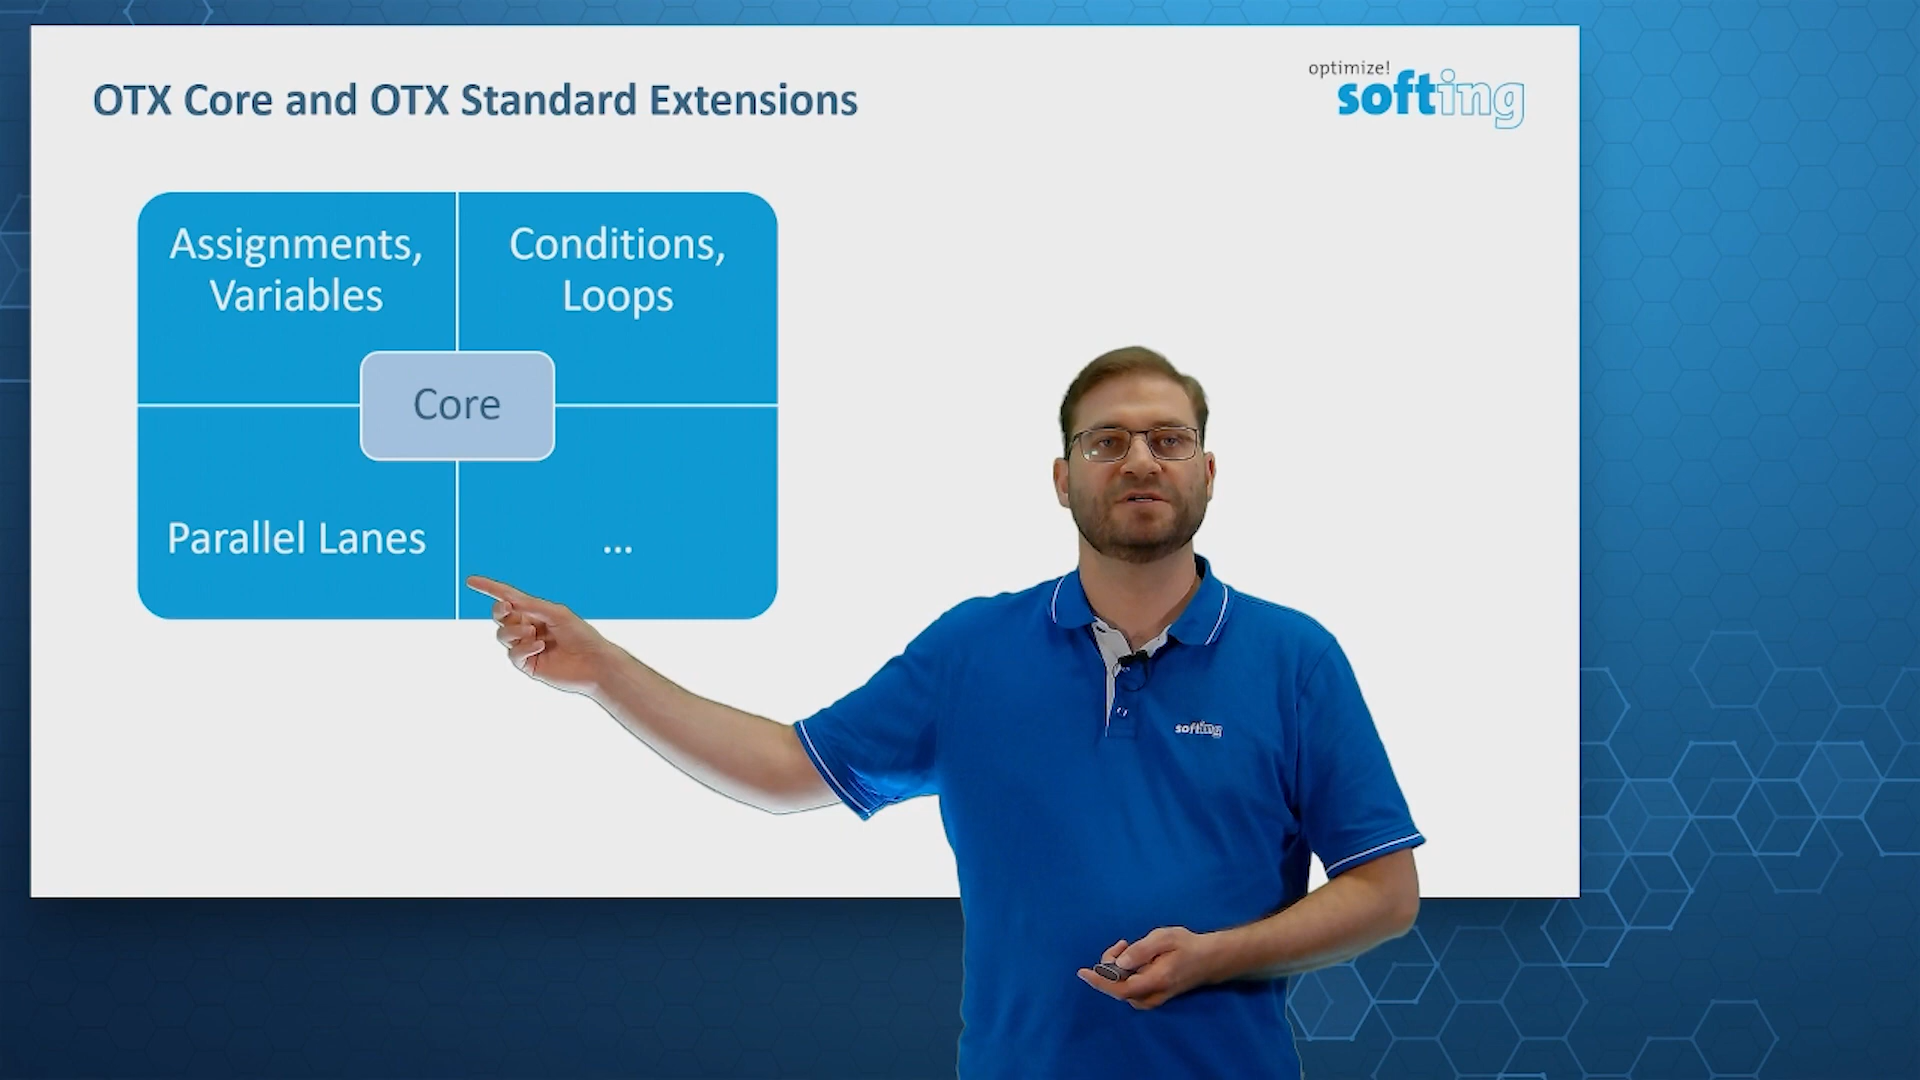 OTX Core and OTX Standard Extensions
optimize!
softing
Assignments,
Variables
Conditions,
Loops
Core
Parallel Lanes
...
softing